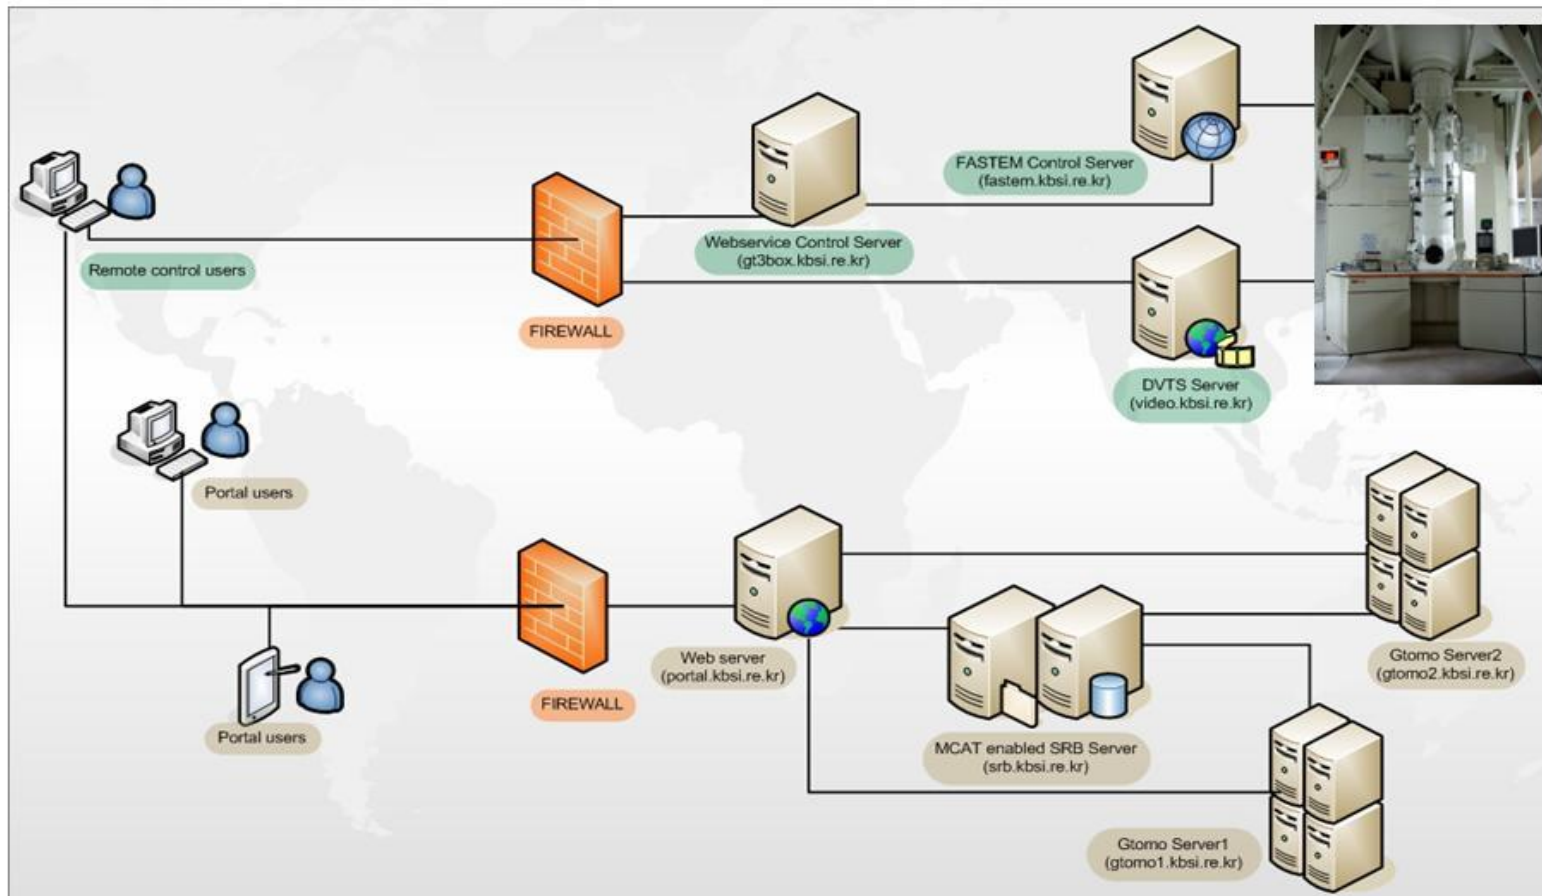 FASTEM Control Server
(fastem.kbsi.re.kr)
Webservice Control Server
(gt3box.kbsi.re.kr)
Remote control users
FIREWALL
DVTS Server
(video.kbsi.re.kr)
Portal users
Web server
(portal.kbsi.re.kr)
Gtomo Server2
(gtomo2.kbsi.re.kr)
FIREWALL
Portal users
MCAT enabled SRB Server
(srb.kbsi.re.kr)
Gtomo Server1
(gtomo1.kbsi.re.kr)